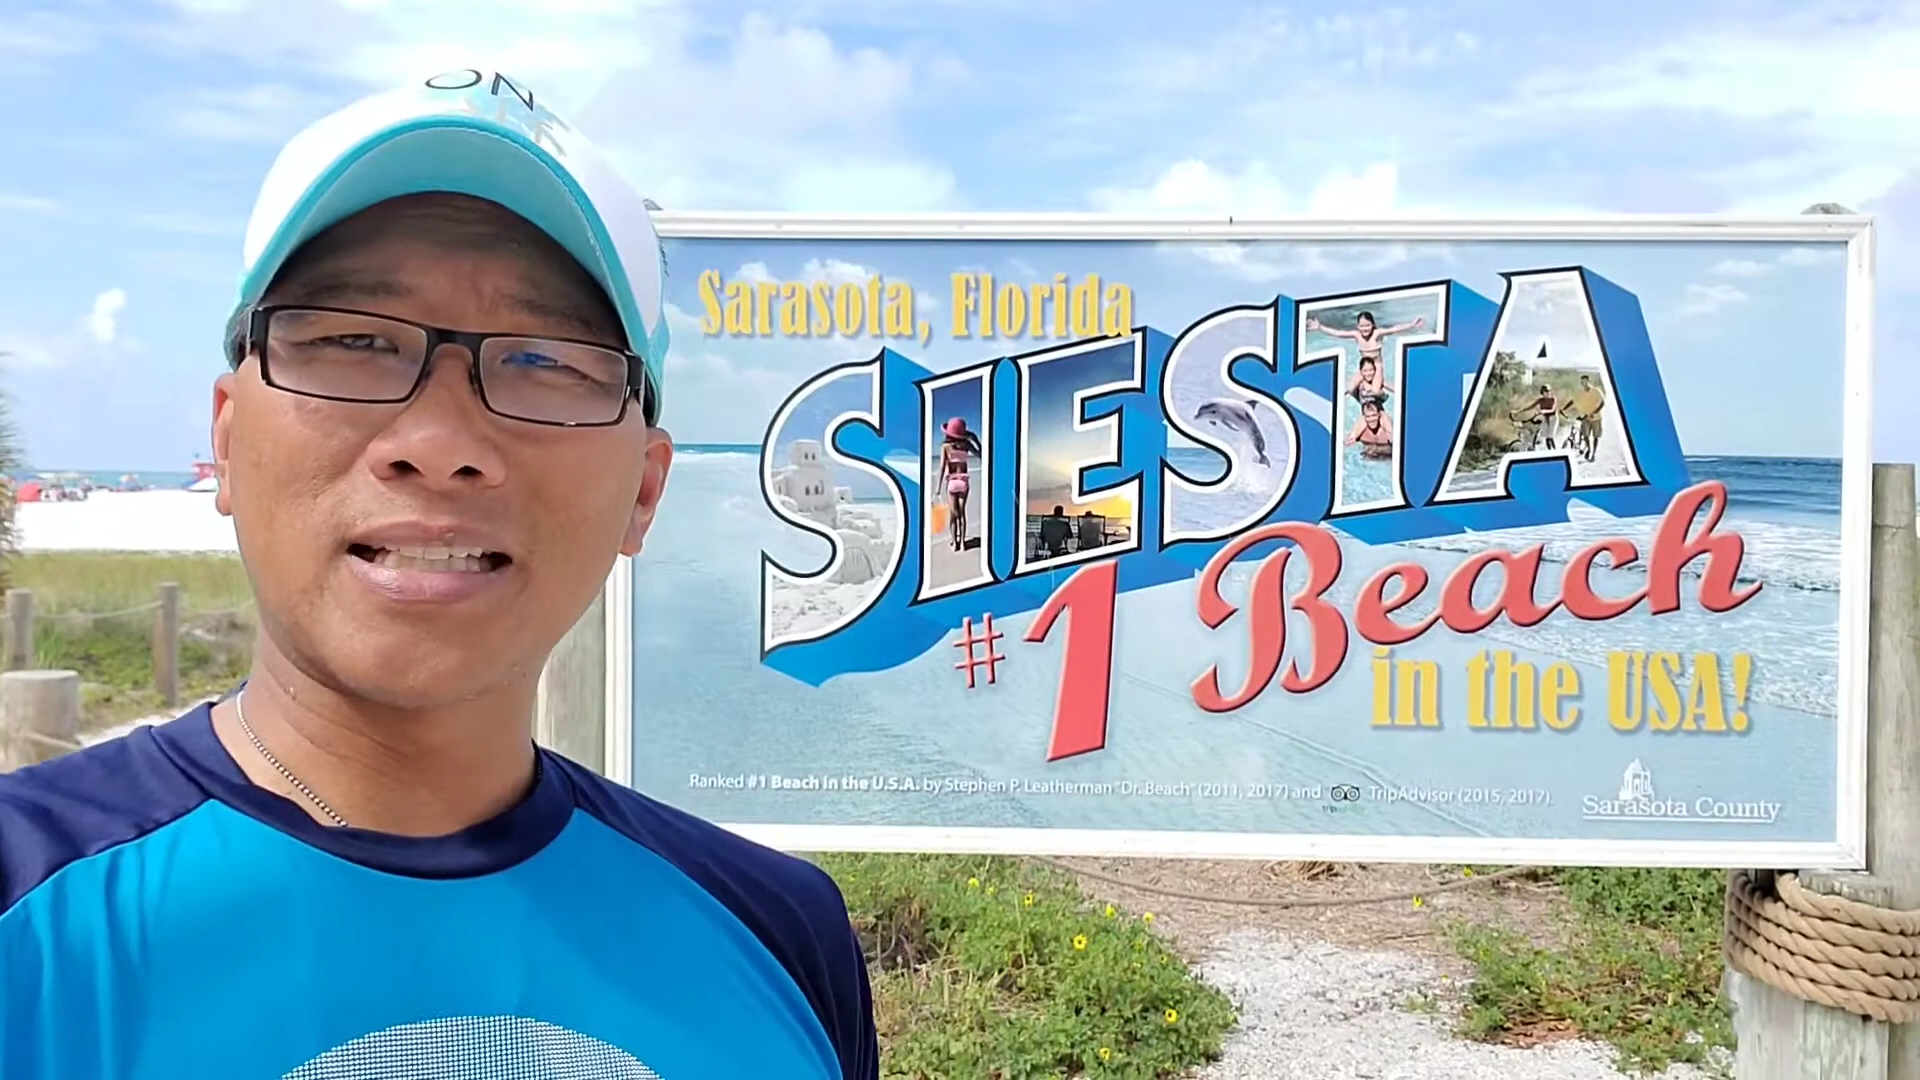 ON
Sarasota, Florida
SIESTA
#1 Beach
in the USA!
Ranked #1 Beach in the U.S.A. by Stephen P. Leatherman "Dr. Beach" (2011, 2017) and TripAdvisor (2015, 2017).
Sarasota County